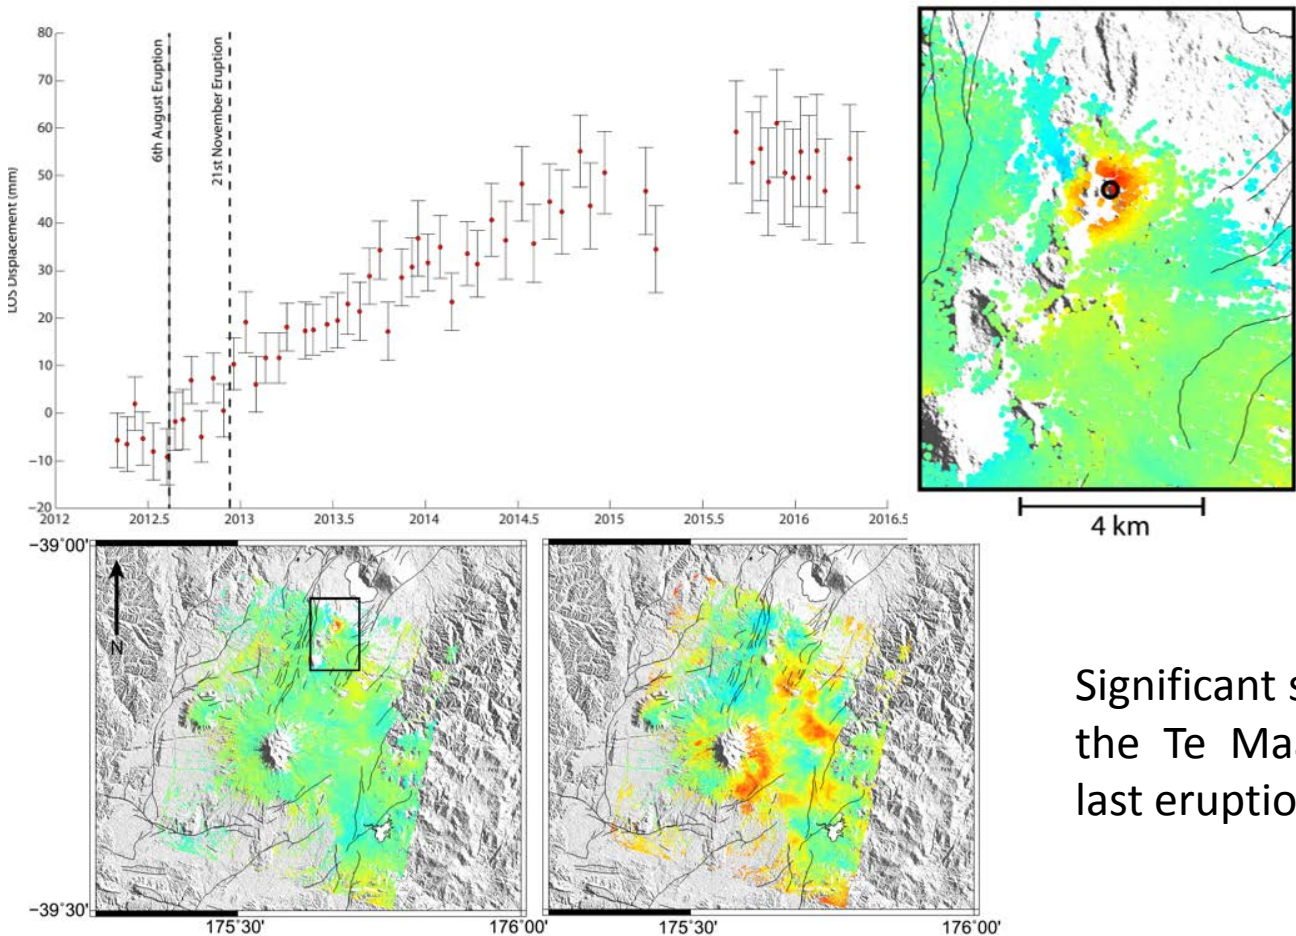 80
70
60
50
40
30
20
10
0
−10
−20
LOS Displacement (mm)
6th August Eruption
21st November Eruption
2012 2012.5 2013 2013.5 2014 2014.5 2015 2015.5 2016 2016.5
4 km
−39°00'
N
−39°30'
175°30' 176°00'
175°30' 176°00'
Significant
the Te
last